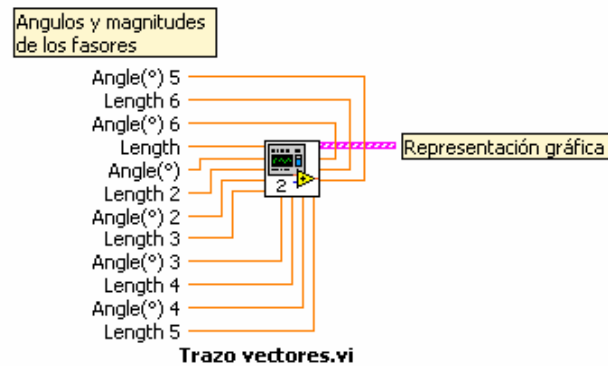 Angulos y magnitudes
de los fasores
Angle(°) 5
Length 6
Angle(°) 6
Length
Angle(°)
Length 2
Angle(°) 2
Length 3
Angle(°) 3
Length 4
Angle(°) 4
Length 5
2
Representación gráfica
Trazo vectores.vi